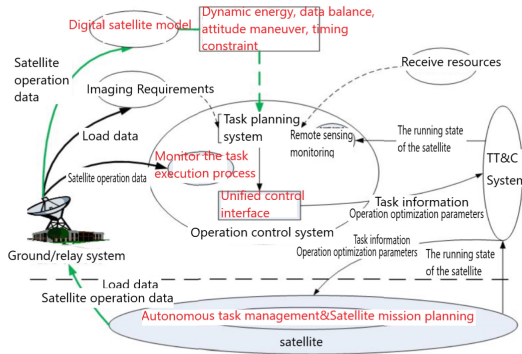 Digital satellite model
Dynamic energy, data balance,
attitude maneuver, timing
constraint
Satellite
operation
data
Imaging Requirements
Receive resources
Load data
Task planning
system
Remote sensing
monitoring
The running state
of the satellite
TT&C
System
Satellite operation data
Monitor the task
execution process
Unified control
interface
Task information
Operation optimization parameters
Operation control system
Ground/relay system
Task information
Operation optimization parameters
The running state
of the satellite
Load data
Satellite operation data
Autonomous task management&Satellite mission planning
satellite